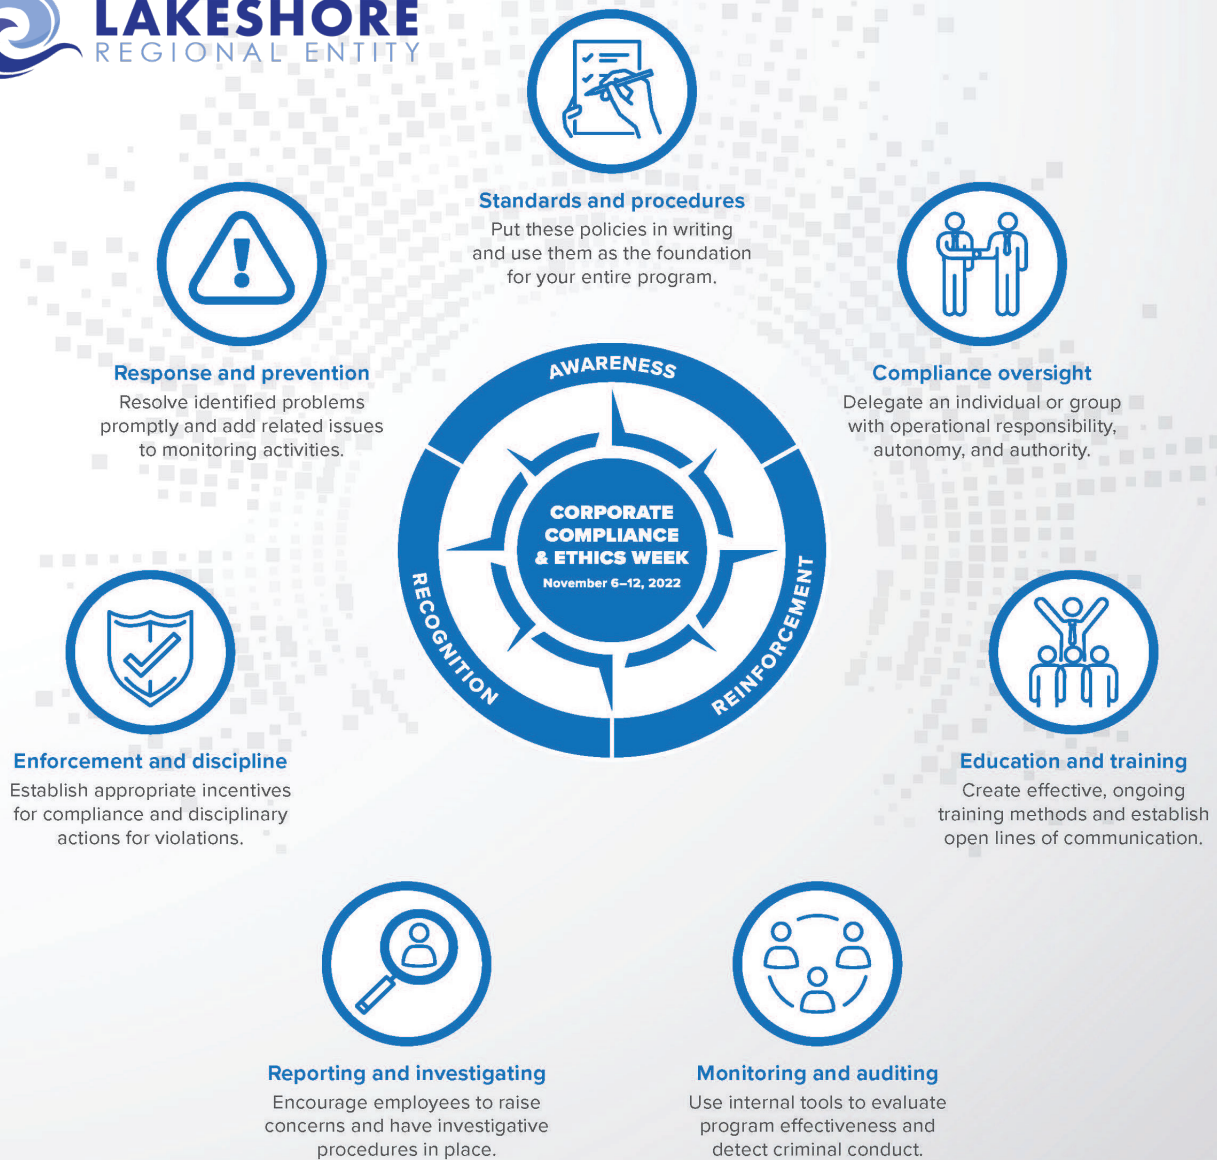 LAKESHORE
REGIONAL ENTITY
Standards and procedures
Put these policies in writing
and use them as the foundation
for your entire program.
Response and prevention
Resolve identified problems
promptly and add related issues
to monitoring activities.
Compliance oversight
Delegate an individual or group
with operational responsibility,
autonomy, and authority.
AWARENESS
RECOGNITION
REINFORCEMENT
CORPORATE
COMPLIANCE
& ETHICS WEEK
November 6–12, 2022
Enforcement and discipline
Establish appropriate incentives
for compliance and disciplinary
actions for violations.
Education and training
Create effective, ongoing
training methods and establish
open lines of communication.
Reporting and investigating
Encourage employees to raise
concerns and have investigative
procedures in place.
Monitoring and auditing
Use internal tools to evaluate
program effectiveness and
detect criminal conduct.